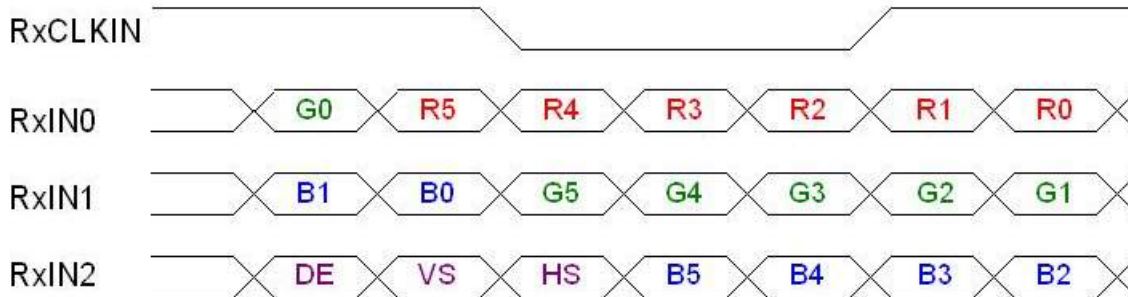 RxCLKIN
RxIN0 G0 R5 R4 R3 R2 R1 R0
RxIN1 B1 B0 G5 G4 G3 G2 G1
RxIN2 DE VS HS B5 B4 B3 B2